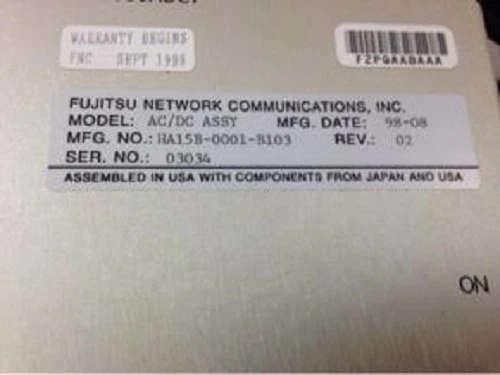 WARRANTY BEGINS
FNC SEPT 1998
FZPQAABAAA
FUJITSU NETWORK COMMUNICATIONS, INC.
MODEL: AC/DC ASSY MFG. DATE: 98-08
MFG. NO.: HA15B-0001-B103 REV.: 02
SER. NO.: 03034
ASSEMBLED IN USA WITH COMPONENTS FROM JAPAN AND USA
ON